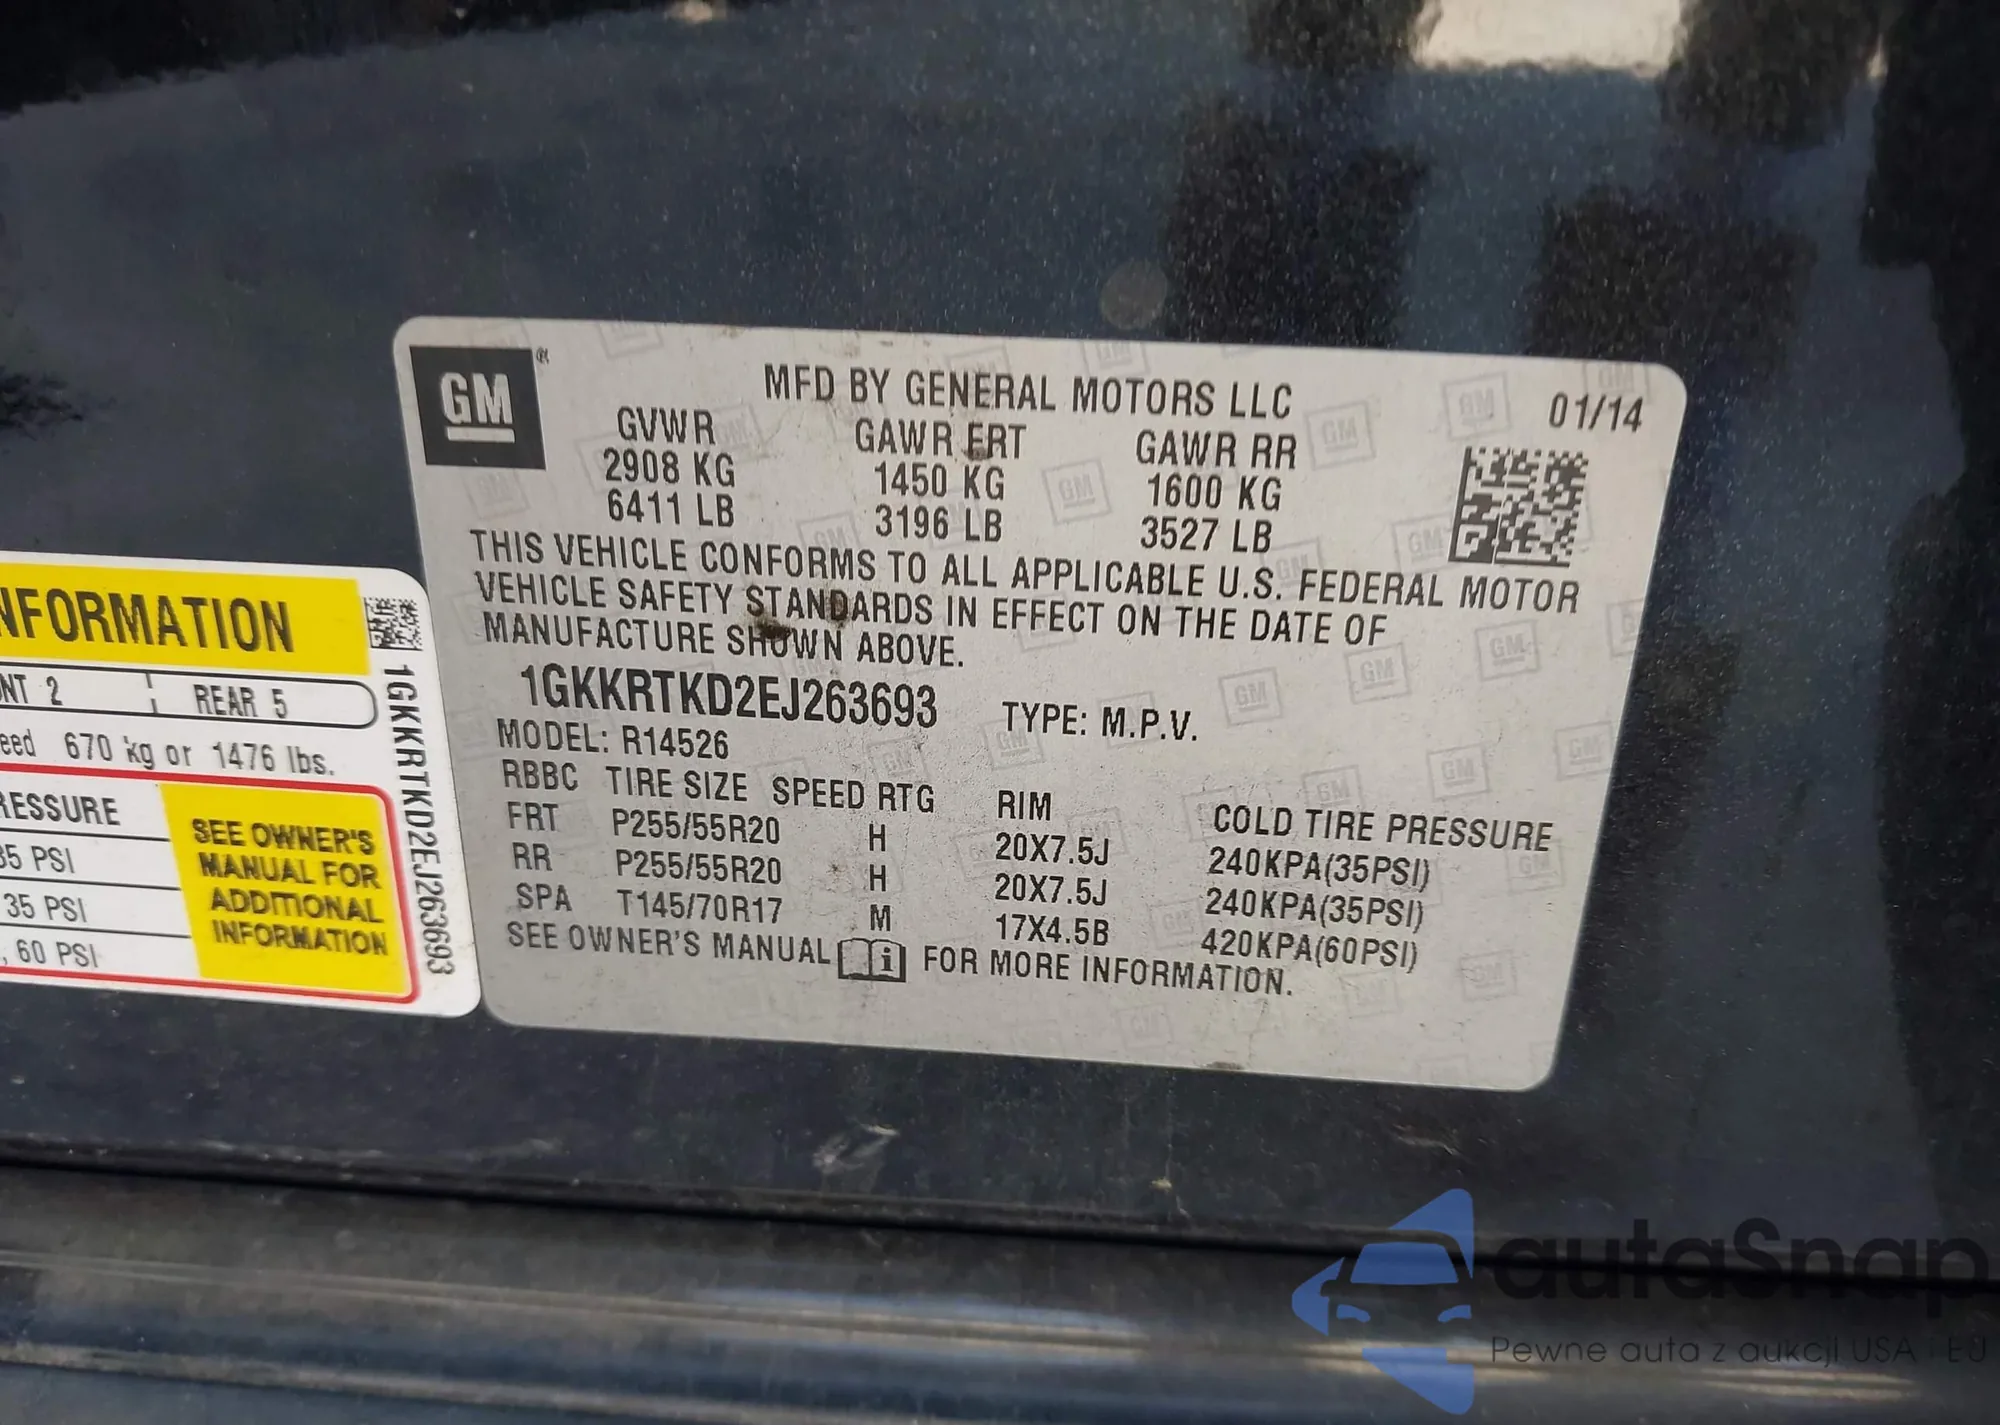 GM
MFD BY GENERAL MOTORS LLC
01/14
GVWR GAWR FRT GAWR RR
2908 KG 1450 KG 1600 KG
6411 LB 3196 LB 3527 LB
THIS VEHICLE CONFORMS TO ALL APPLICABLE U.S. FEDERAL MOTOR
VEHICLE SAFETY STANDARDS IN EFFECT ON THE DATE OF
MANUFACTURE SHOWN ABOVE.
1GKKRTKD2EJ263693 TYPE: M.P.V.
MODEL: R14526
RBBC TIRE SIZE SPEED RTG RIM COLD TIRE PRESSURE
FRT P255/55R20 H 20X7.5J 240KPA(35PSI)
RR P255/55R20 H 20X7.5J 240KPA(35PSI)
SPA T145/70R17 M 17X4.5B 420KPA(60PSI)
SEE OWNER'S MANUAL i FOR MORE INFORMATION.
NFORMATION
NT 2 REAR 5
eed 670 kg or 1476 lbs.
RESSURE
35 PSI
35 PSI
, 60 PSI
SEE OWNER'S
MANUAL FOR
ADDITIONAL
INFORMATION
1GKKRTKD2EJ263693
autaSnap
Pewne auta z aukcji USA i EU